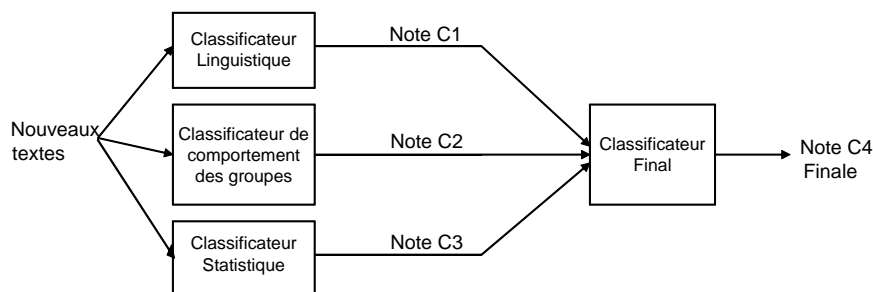 Nouveaux
textes
Classificateur
Linguistique
Note C1
Classificateur de
comportement
des groupes
Note C2
Classificateur
Statistique
Note C3
Classificateur
Final
Note C4
Finale